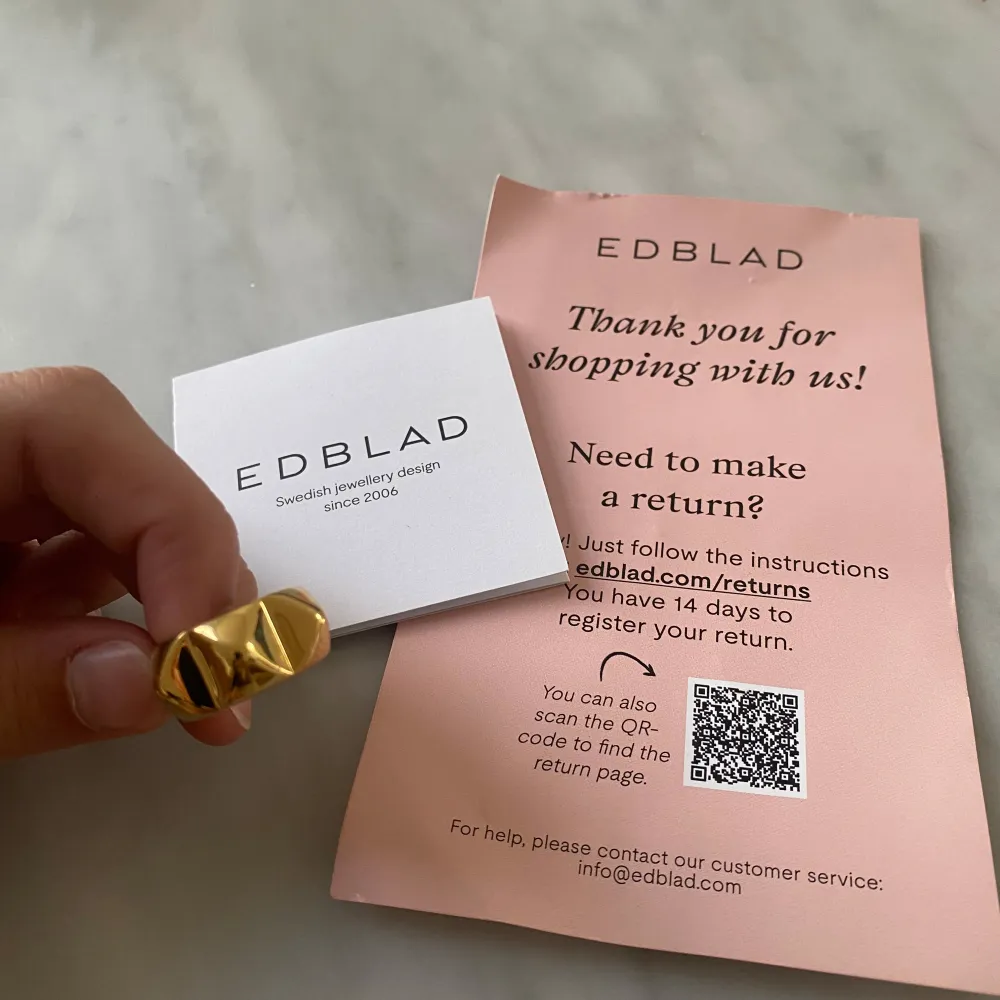 EDBLAD
Swedish jewellery design
since 2006
EDBLAD
Thank you for
shopping with us!
Need to make
a return?
Just follow the instructions
edblad.com/returns
You have 14 days to
register your return.
You can also
scan the QR-
code to find the
return page.
For help, please contact our customer service:
info@edblad.com